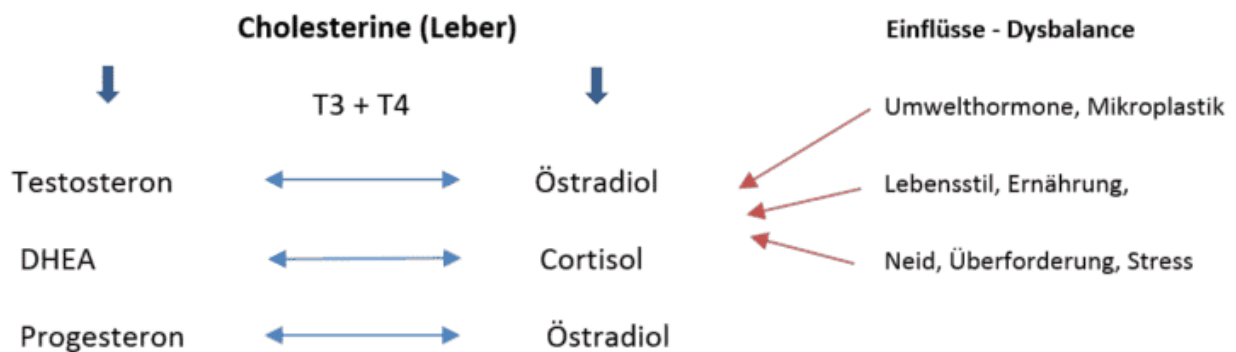 Cholesterine (Leber) Einflüsse - Dysbalance
T3 + T4 Umwelthormone, Mikroplastik
Testosteron Östradiol Lebensstil, Ernährung,
DHEA Cortisol Neid, Überforderung, Stress
Progesteron Östradiol